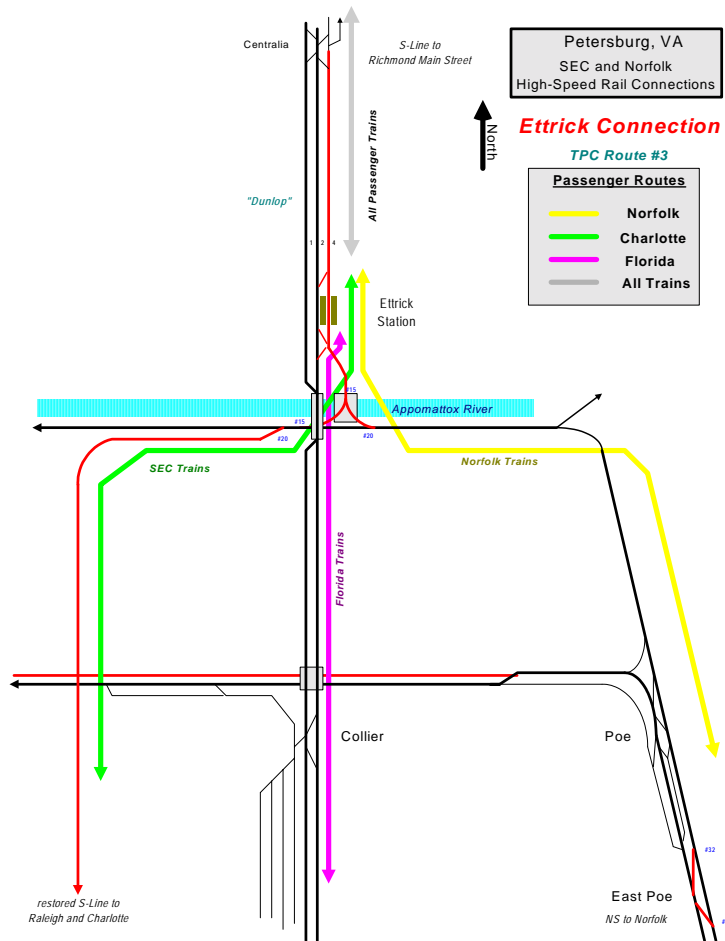 Petersburg, VA
SEC and Norfolk
High-Speed Rail Connections
Centralia
S-Line to
Richmond Main Street
North
Ettrick Connection
TPC Route #3
Passenger Routes
Norfolk
Charlotte
Florida
All Trains
All Passenger Trains
"Dunlop"
1 2 4
Ettrick
Station
#15
Appomattox River
#15
#20
#20
SEC Trains
Norfolk Trains
Florida Trains
Collier
Poe
#32
East Poe
NS to Norfolk
restored S-Line to
Raleigh and Charlotte
#